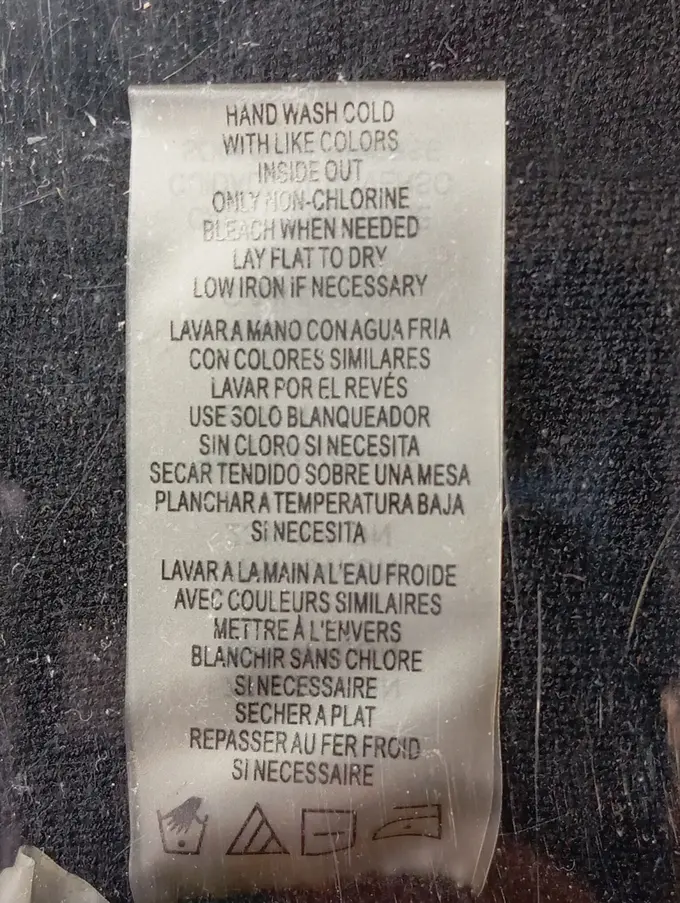 HAND WASH COLD
WITH LIKE COLORS
INSIDE OUT
ONLY NON-CHLORINE
BLEACH WHEN NEEDED
LAY FLAT TO DRY
LOW IRON IF NECESSARY
LAVAR A MANO CON AGUA FRIA
CON COLORES SIMILARES
LAVAR POR EL REVÉS
USE SOLO BLANQUEADOR
SIN CLORO SI NECESITA
SECAR TENDIDO SOBRE UNA MESA
PLANCHAR A TEMPERATURA BAJA
SI NECESITA
LAVAR A LA MAIN A L'EAU FROIDE
AVEC COULEURS SIMILAIRES
METTRE À L'ENVERS
BLANCHIR SANS CHLORE
SI NECESSAIRE
SECHER A PLAT
REPASSER AU FER FROID
SI NECESSAIRE